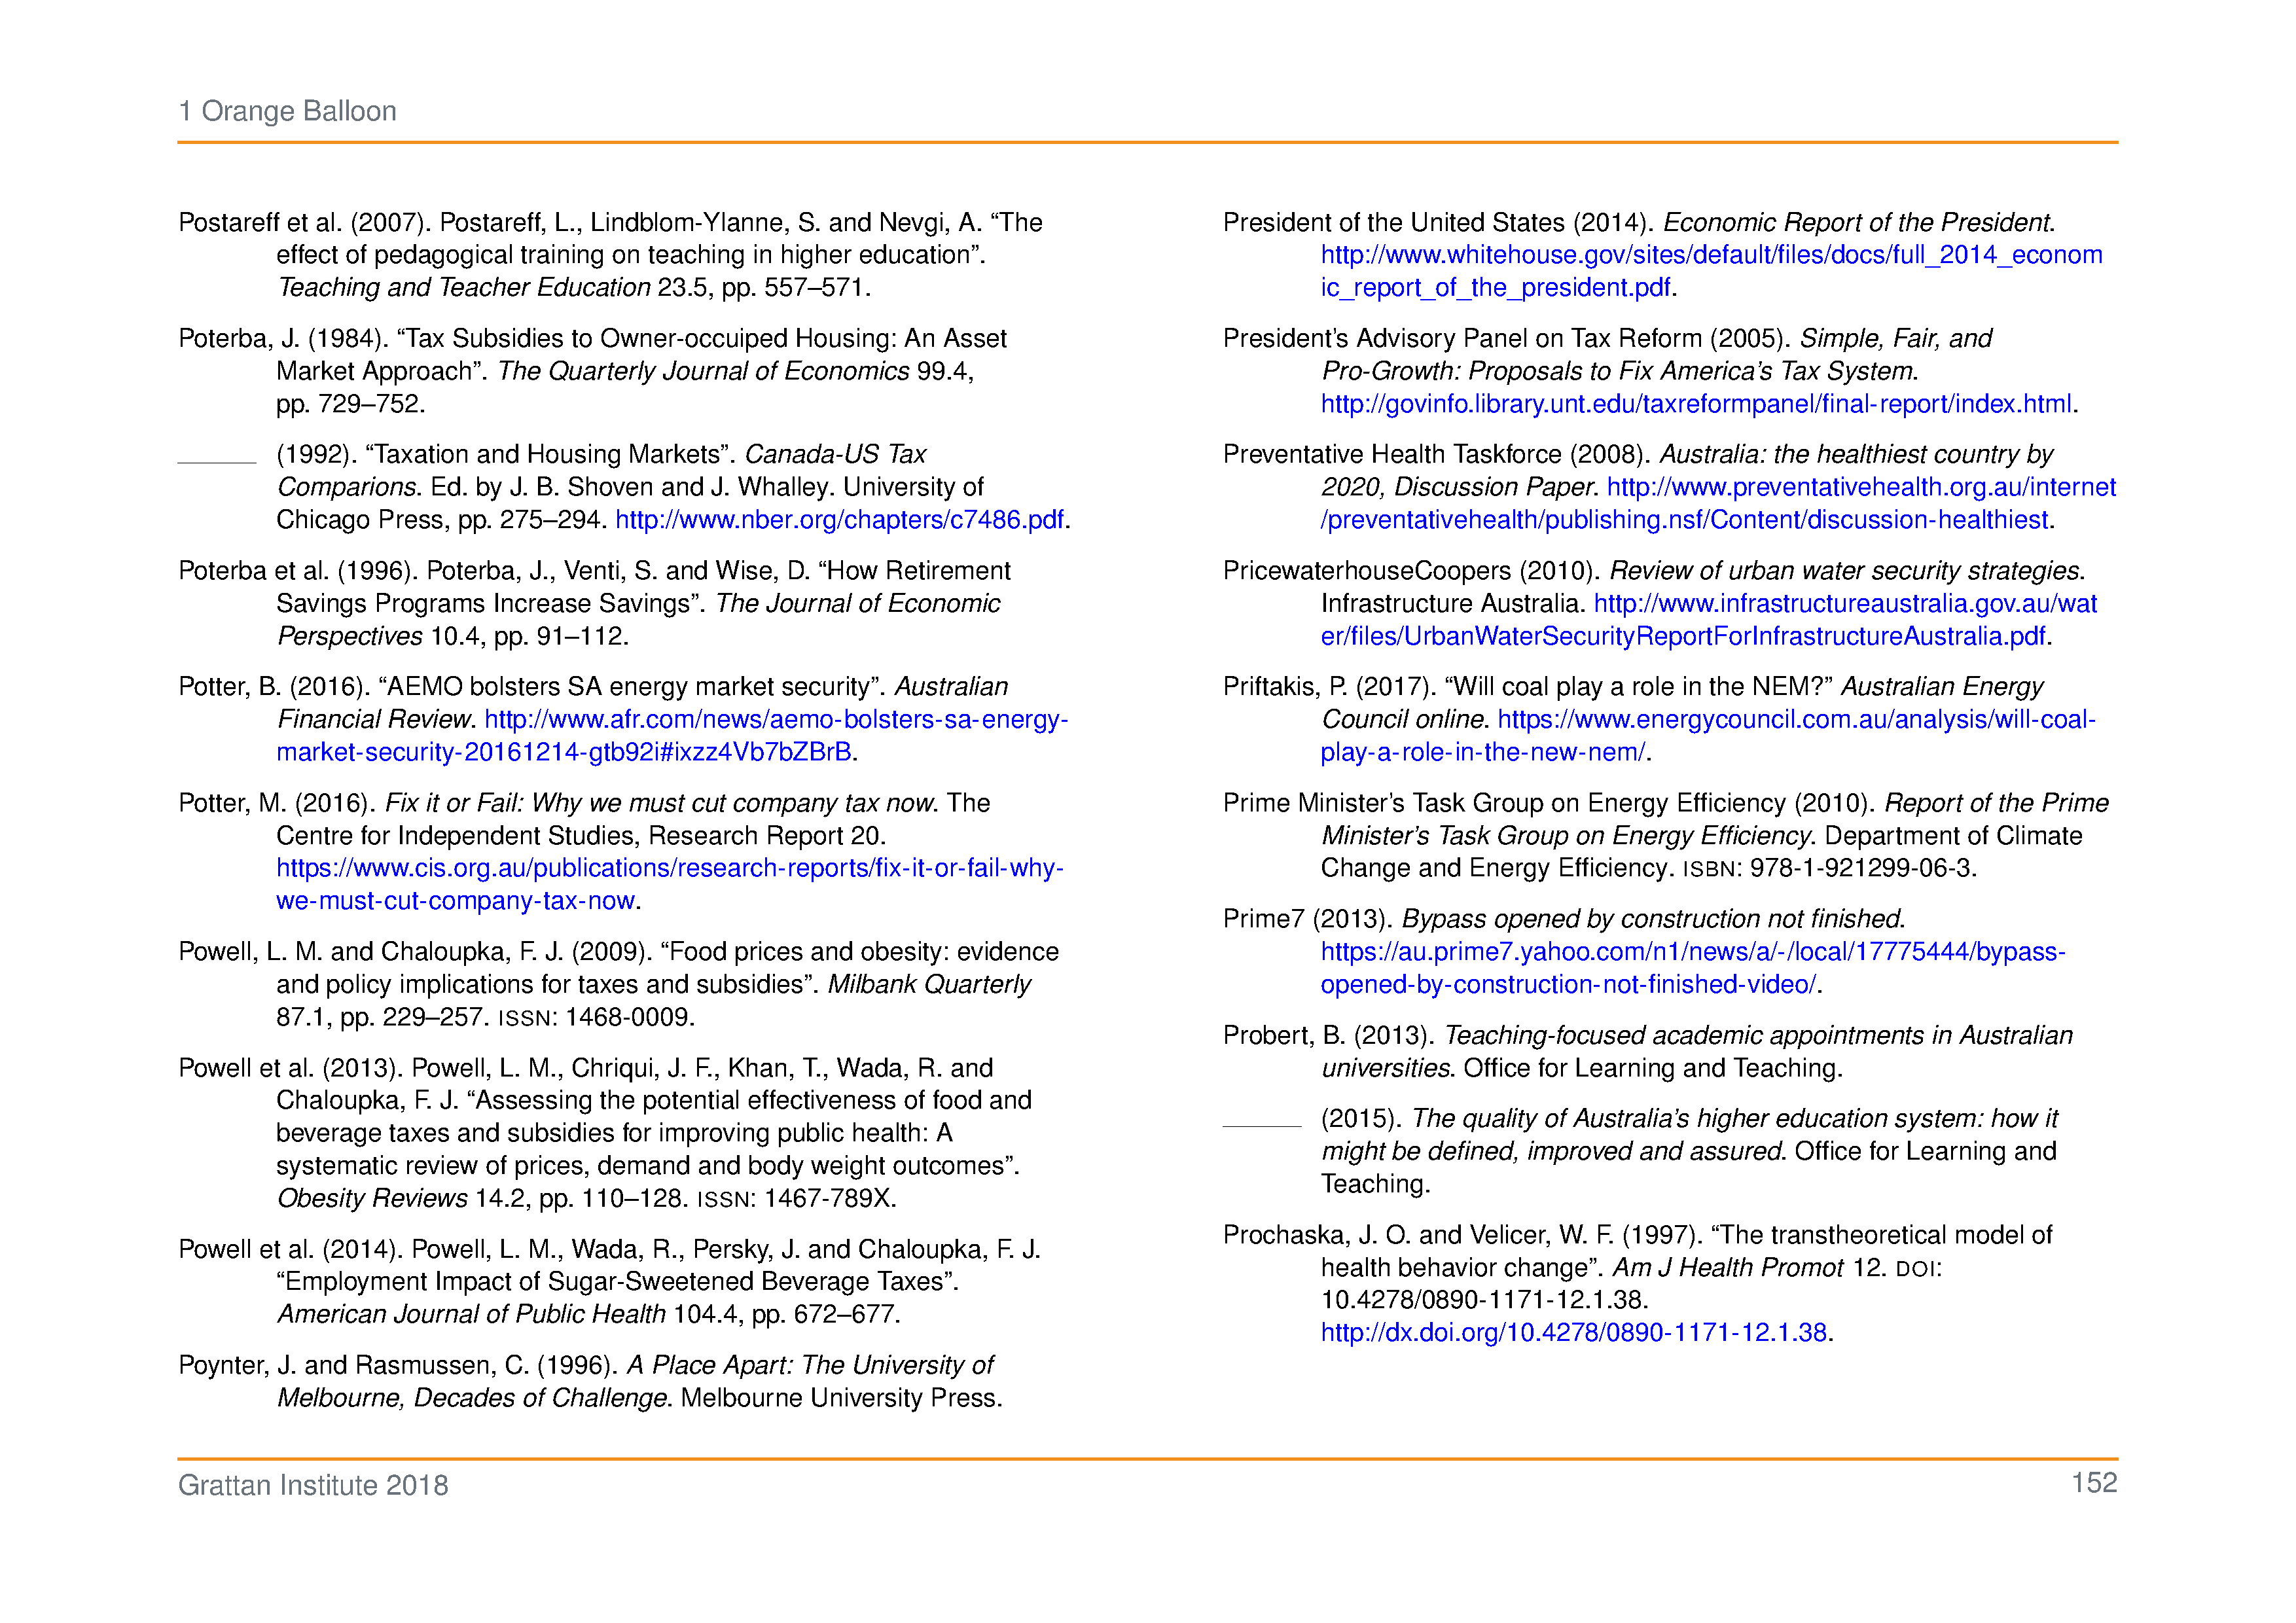 1 Orange Balloon
Postareff et al. (2007). Postareff, L., Lindblom-Ylanne, S. and Nevgi, A. “The
effect of pedagogical training on teaching in higher education”.
Teaching and Teacher Education 23.5, pp. 557–571.
Poterba, J. (1984). “Tax Subsidies to Owner-occuiped Housing: An Asset
Market Approach”. The Quarterly Journal of Economics 99.4,
pp. 729–752.
______ (1992). “Taxation and Housing Markets”. Canada-US Tax
Comparions. Ed. by J. B. Shoven and J. Whalley. University of
Chicago Press, pp. 275–294. http://www.nber.org/chapters/c7486.pdf.
Poterba et al. (1996). Poterba, J., Venti, S. and Wise, D. “How Retirement
Savings Programs Increase Savings”. The Journal of Economic
Perspectives 10.4, pp. 91–112.
Potter, B. (2016). “AEMO bolsters SA energy market security”. Australian
Financial Review. http://www.afr.com/news/aemo-bolsters-sa-energy-
market-security-20161214-gtb92i#ixzz4Vb7bZBrB.
Potter, M. (2016). Fix it or Fail: Why we must cut company tax now. The
Centre for Independent Studies, Research Report 20.
https://www.cis.org.au/publications/research-reports/fix-it-or-fail-why-
we-must-cut-company-tax-now.
Powell, L. M. and Chaloupka, F. J. (2009). “Food prices and obesity: evidence
and policy implications for taxes and subsidies”. Milbank Quarterly
87.1, pp. 229–257. ISSN: 1468-0009.
Powell et al. (2013). Powell, L. M., Chriqui, J. F., Khan, T., Wada, R. and
Chaloupka, F. J. “Assessing the potential effectiveness of food and
beverage taxes and subsidies for improving public health: A
systematic review of prices, demand and body weight outcomes”.
Obesity Reviews 14.2, pp. 110–128. ISSN: 1467-789X.
Powell et al. (2014). Powell, L. M., Wada, R., Persky, J. and Chaloupka, F. J.
“Employment Impact of Sugar-Sweetened Beverage Taxes”.
American Journal of Public Health 104.4, pp. 672–677.
Poynter, J. and Rasmussen, C. (1996). A Place Apart: The University of
Melbourne, Decades of Challenge. Melbourne University Press.
President of the United States (2014). Economic Report of the President.
http://www.whitehouse.gov/sites/default/files/docs/full_2014_econom
ic_report_of_the_president.pdf.
President’s Advisory Panel on Tax Reform (2005). Simple, Fair, and
Pro-Growth: Proposals to Fix America’s Tax System.
http://govinfo.library.unt.edu/taxreformpanel/final-report/index.html.
Preventative Health Taskforce (2008). Australia: the healthiest country by
2020, Discussion Paper. http://www.preventativehealth.org.au/internet
/preventativehealth/publishing.nsf/Content/discussion-healthiest.
PricewaterhouseCoopers (2010). Review of urban water security strategies.
Infrastructure Australia. http://www.infrastructureaustralia.gov.au/wat
er/files/UrbanWaterSecurityReportForInfrastructureAustralia.pdf.
Priftakis, P. (2017). “Will coal play a role in the NEM?” Australian Energy
Council online. https://www.energycouncil.com.au/analysis/will-coal-
play-a-role-in-the-new-nem/.
Prime Minister’s Task Group on Energy Efficiency (2010). Report of the Prime
Minister’s Task Group on Energy Efficiency. Department of Climate
Change and Energy Efficiency. ISBN: 978-1-921299-06-3.
Prime7 (2013). Bypass opened by construction not finished.
https://au.prime7.yahoo.com/n1/news/a/-/local/17775444/bypass-
opened-by-construction-not-finished-video/.
Probert, B. (2013). Teaching-focused academic appointments in Australian
universities. Office for Learning and Teaching.
______ (2015). The quality of Australia’s higher education system: how it
might be defined, improved and assured. Office for Learning and
Teaching.
Prochaska, J. O. and Velicer, W. F. (1997). “The transtheoretical model of
health behavior change”. Am J Health Promot 12. DOI:
10.4278/0890-1171-12.1.38.
http://dx.doi.org/10.4278/0890-1171-12.1.38.
Grattan Institute 2018
152